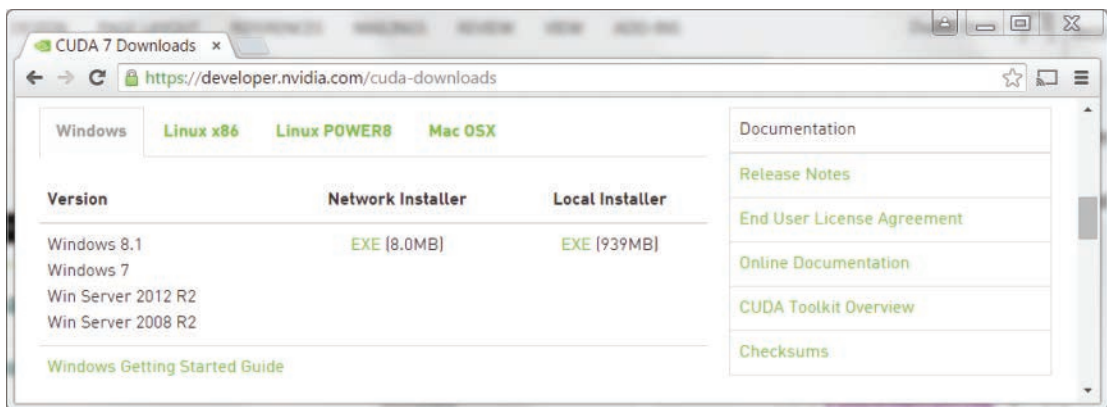 CUDA 7 Downloads
https://developer.nvidia.com/cuda-downloads
Windows Linux x86 Linux POWER8 Mac OSX
Version Network Installer Local Installer
Windows 8.1 EXE (8.0MB) EXE (939MB)
Windows 7
Win Server 2012 R2
Win Server 2008 R2
Windows Getting Started Guide
Documentation
Release Notes
End User License Agreement
Online Documentation
CUDA Toolkit Overview
Checksums